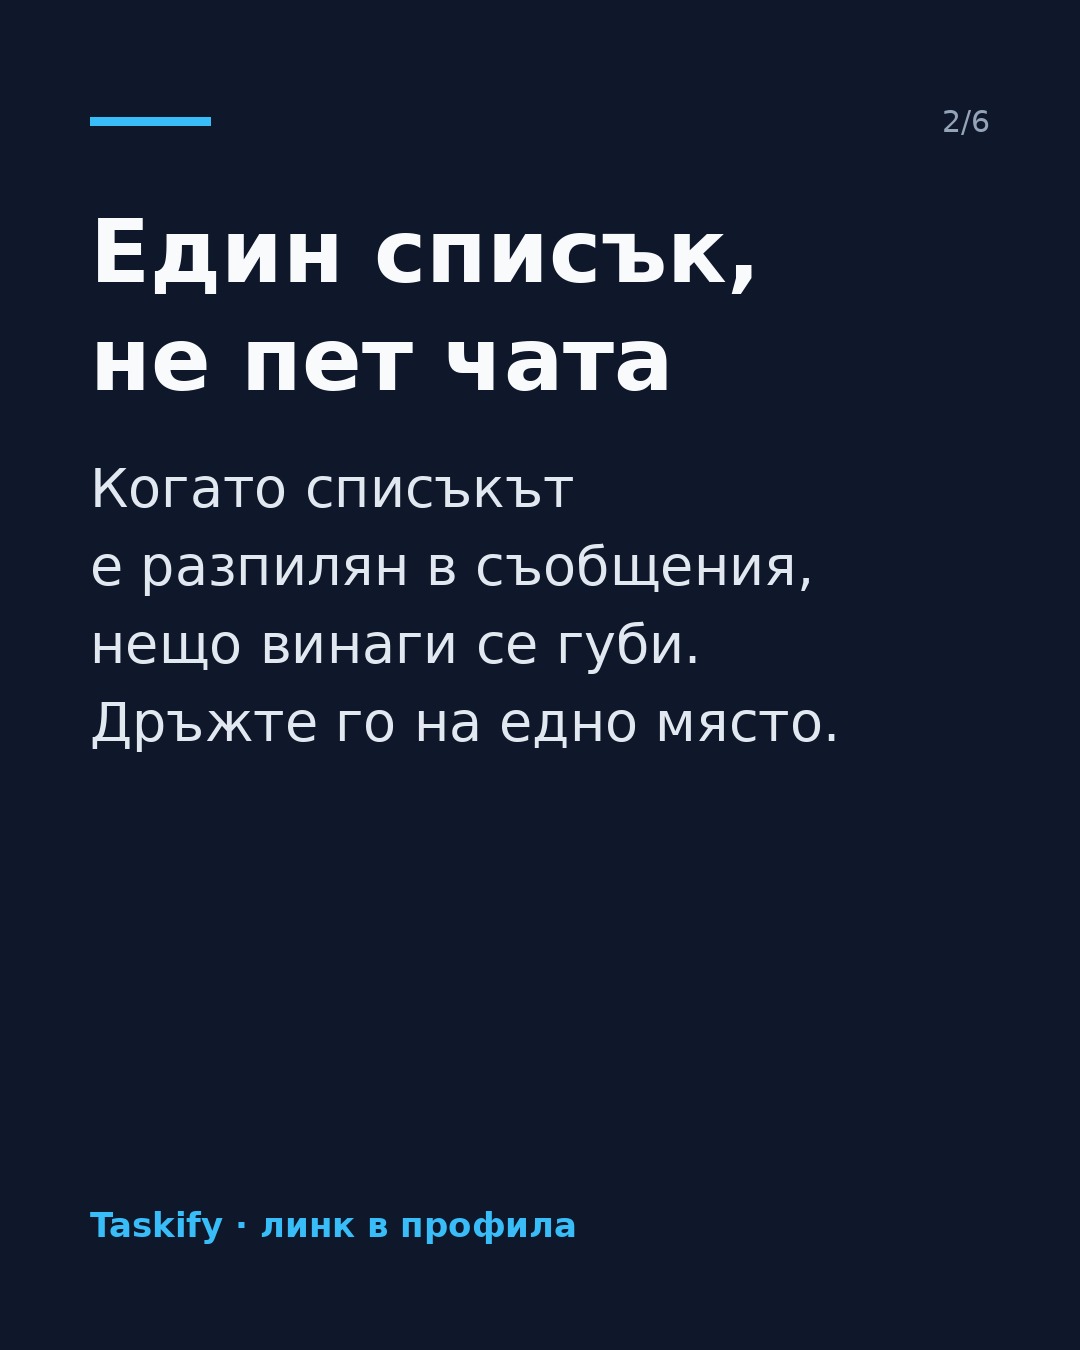 2/6
Един списък,
не пет чата
Когато списъкът
е разпилян в съобщения,
нещо винаги се губи.
Дръжте го на едно място.
Taskify · линк в профила